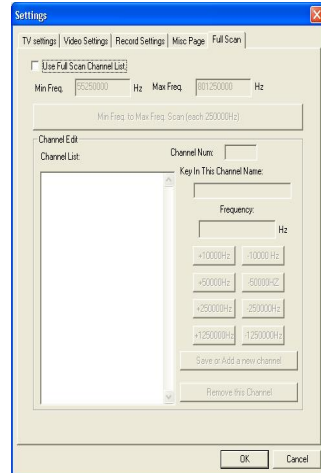 Settings
TV settings Video Settings Record Settings Misc Page Full Scan
Use Full Scan Channel List
Min Freq. 55250000 Hz Max Freq. 801250000 Hz
Min Freq. to Max Freq. Scan (each 250000Hz)
Channel Edit
Channel List: Channel Num:
Key In This Channel Name:
Frequency:
Hz
+10000Hz -10000 Hz
+50000Hz -50000HZ
+250000Hz -250000Hz
+1250000Hz -1250000Hz
Save or Add a new channel
Remove this Channel
OK Cancel